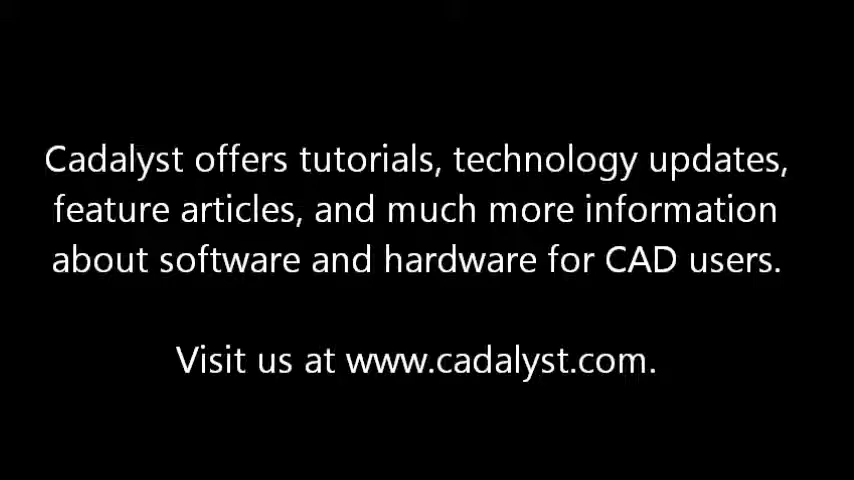 Cadalyst offers tutorials, technology updates,
feature articles, and much more information
about software and hardware for CAD users.
Visit us at www.cadalyst.com.